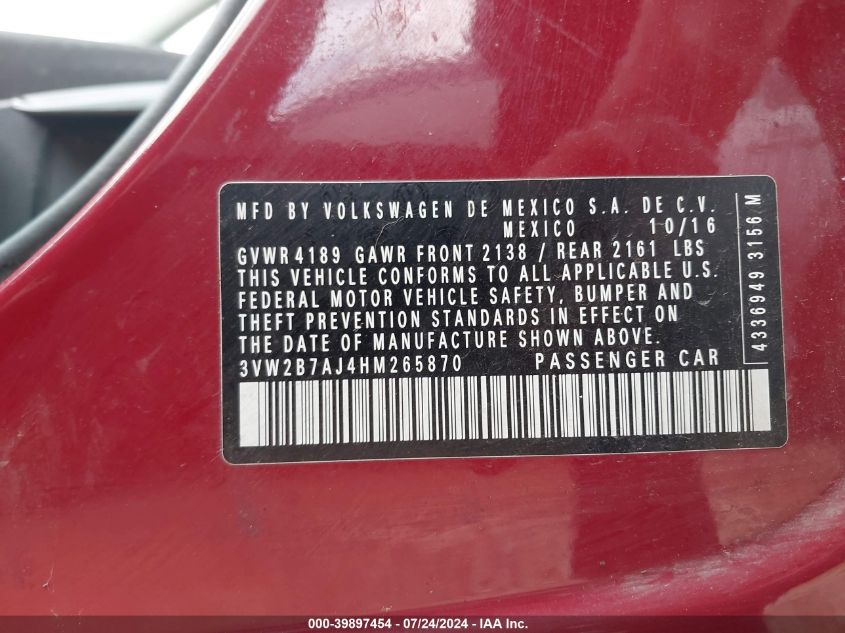 MFD BY VOLKSWAGEN DE MEXICO S.A. DE C.V.
MEXICO 10/16
GVWR 4189 GAWR FRONT 2138 / REAR 2161 LBS
THIS VEHICLE CONFORMS TO ALL APPLICABLE U.S.
FEDERAL MOTOR VEHICLE SAFETY, BUMPER AND
THEFT PREVENTION STANDARDS IN EFFECT ON
THE DATE OF MANUFACTURE SHOWN ABOVE.
3VW2B7AJ4HM265870 PASSENGER CAR
4336949 3156 M
000-39897454 / 07/24/2024 - IAA Inc.